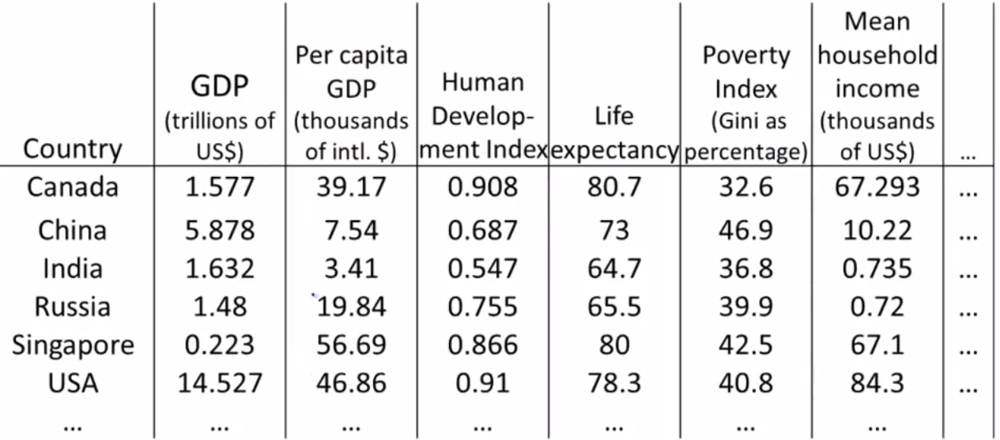 Country | GDP (trillions of US$) | Per capita GDP (thousands of intl. $) | Human Develop-ment Index | Life expectancy | Poverty Index (Gini as percentage) | Mean household income (thousands of US$) | ...
Canada | 1.577 | 39.17 | 0.908 | 80.7 | 32.6 | 67.293 | ...
China | 5.878 | 7.54 | 0.687 | 73 | 46.9 | 10.22 | ...
India | 1.632 | 3.41 | 0.547 | 64.7 | 36.8 | 0.735 | ...
Russia | 1.48 | 19.84 | 0.755 | 65.5 | 39.9 | 0.72 | ...
Singapore | 0.223 | 56.69 | 0.866 | 80 | 42.5 | 67.1 | ...
USA | 14.527 | 46.86 | 0.91 | 78.3 | 40.8 | 84.3 | ...
... | ... | ... | ... | ... | ... | ...